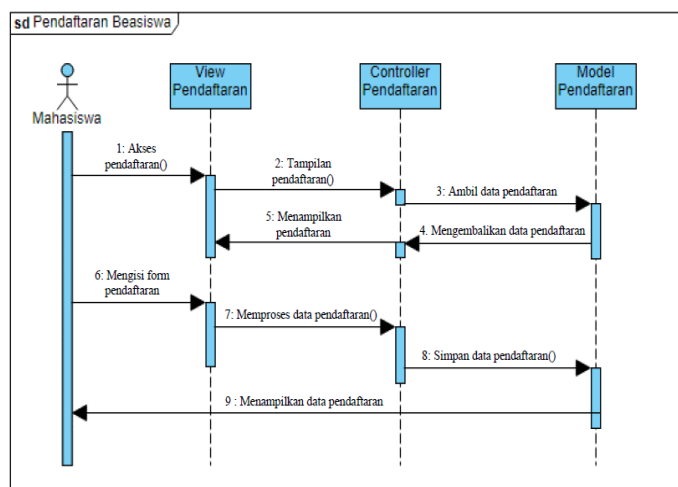 sd Pendaftaran Beasiswa
View
Pendaftaran
Controller
Pendaftaran
Model
Pendaftaran
Mahasiswa
1: Akses
pendaftaran()
2: Tampilan
pendaftaran()
3: Ambil data pendaftaran
5: Menampilkan
pendaftaran
4. Mengembalikan data pendaftaran
6: Mengisi form
pendaftaran
7: Memproses data pendaftaran()
8: Simpan data pendaftaran()
9 : Menampilkan data pendaftaran